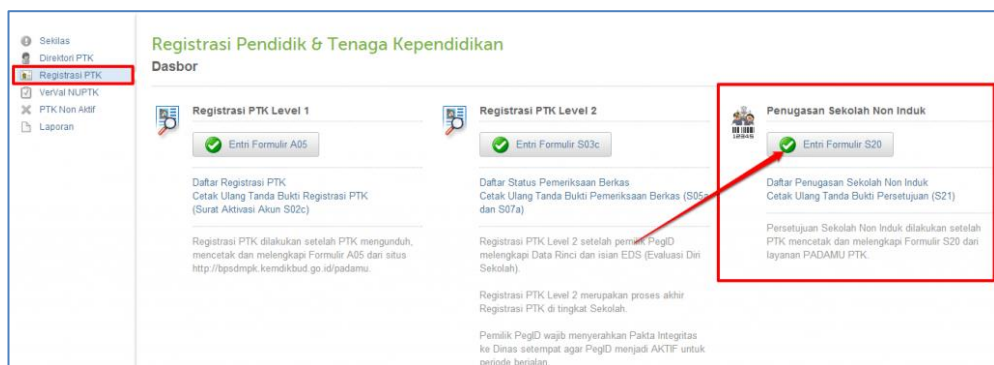 Sekilas
Direktori PTK
Registrasi PTK
VerVal NUPTK
PTK Non Aktif
Laporan
Registrasi Pendidik & Tenaga Kependidikan
Dasbor
Registrasi PTK Level 1
Entri Formulir A05
Daftar Registrasi PTK
Cetak Ulang Tanda Bukti Registrasi PTK
(Surat Aktivasi Akun S02c)
Registrasi PTK dilakukan setelah PTK mengunduh,
mencetak dan melengkapi Formulir A05 dari situs
http://bpsdmpk.kemdikbud.go.id/padamu.
Registrasi PTK Level 2
Entri Formulir S03c
Daftar Status Pemeriksaan Berkas
Cetak Ulang Tanda Bukti Pemeriksaan Berkas (S05a
dan S07a)
Registrasi PTK Level 2 setelah pemilik PegID
melengkapi Data Rinci dan isian EDS (Evaluasi Diri
Sekolah).
Registrasi PTK Level 2 merupakan proses akhir
Registrasi PTK di tingkat Sekolah.
Pemilik PegID wajib menyerahkan Pakta Integritas
ke Dinas setempat agar PegID menjadi AKTIF untuk
periode berjalan
Penugasan Sekolah Non Induk
12345
Entri Formulir S20
Daftar Penugasan Sekolah Non Induk
Cetak Ulang Tanda Bukti Persetujuan (S21)
Persetujuan Sekolah Non Induk dilakukan setelah
PTK mencetak dan melengkapi Formulir S20 dari
layanan PADAMU PTK.